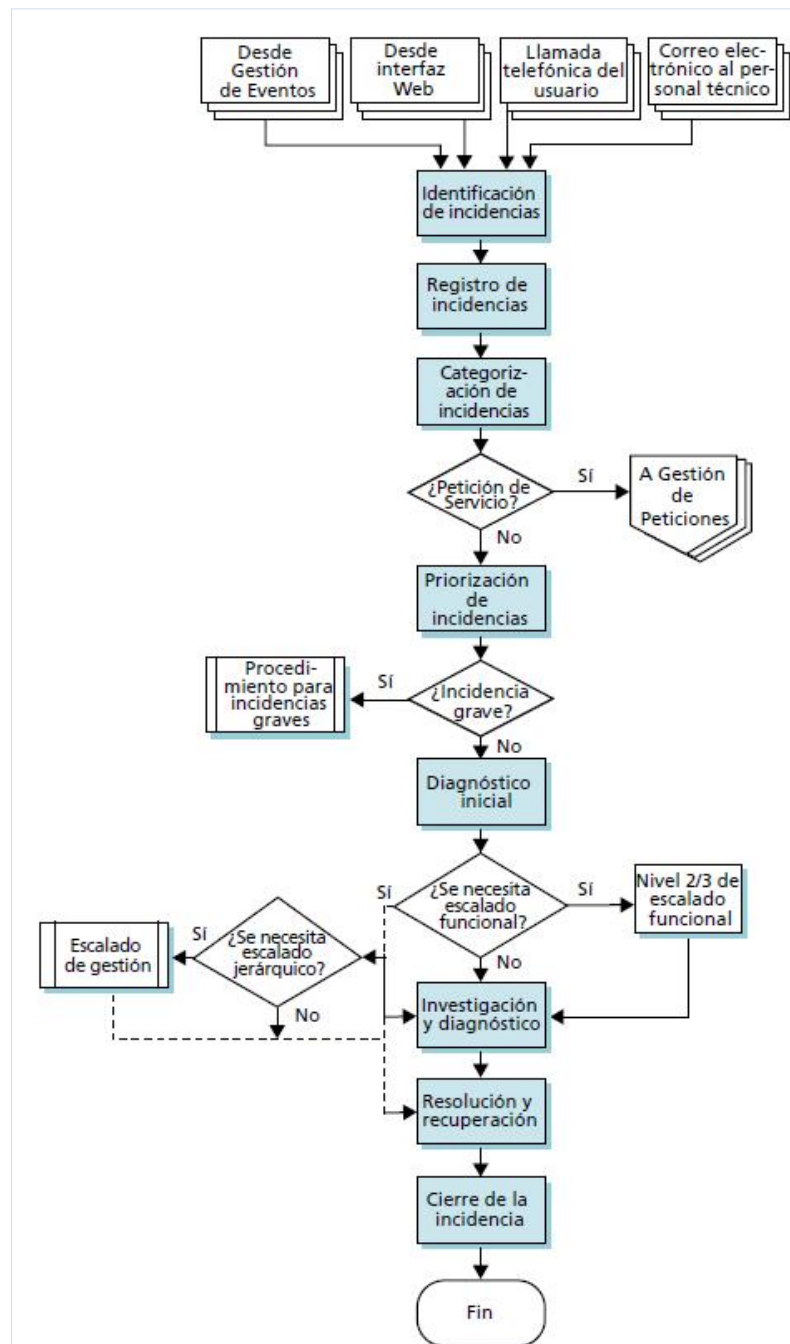 Desde
Gestión
de Eventos
Desde
interfaz
Web
Llamada
telefónica del
usuario
Correo elec-
trónico al per-
sonal técnico
Identificación
de incidencias
Registro de
incidencias
Categoriz-
ación de
incidencias
¿Petición de
Servicio?
Sí
A Gestión
de
Peticiones
No
Priorización
de
incidencias
Procedi-
miento para
incidencias
graves
Sí
¿Incidencia
grave?
No
Diagnóstico
inicial
Sí
¿Se necesita
escalado
funcional?
Sí
Nivel 2/3 de
escalado
funcional
Escalado
de gestión
Sí
¿Se necesita
escalado
jerárquico?
No
No
Investigación
y diagnóstico
Resolución y
recuperación
Cierre de la
incidencia
Fin